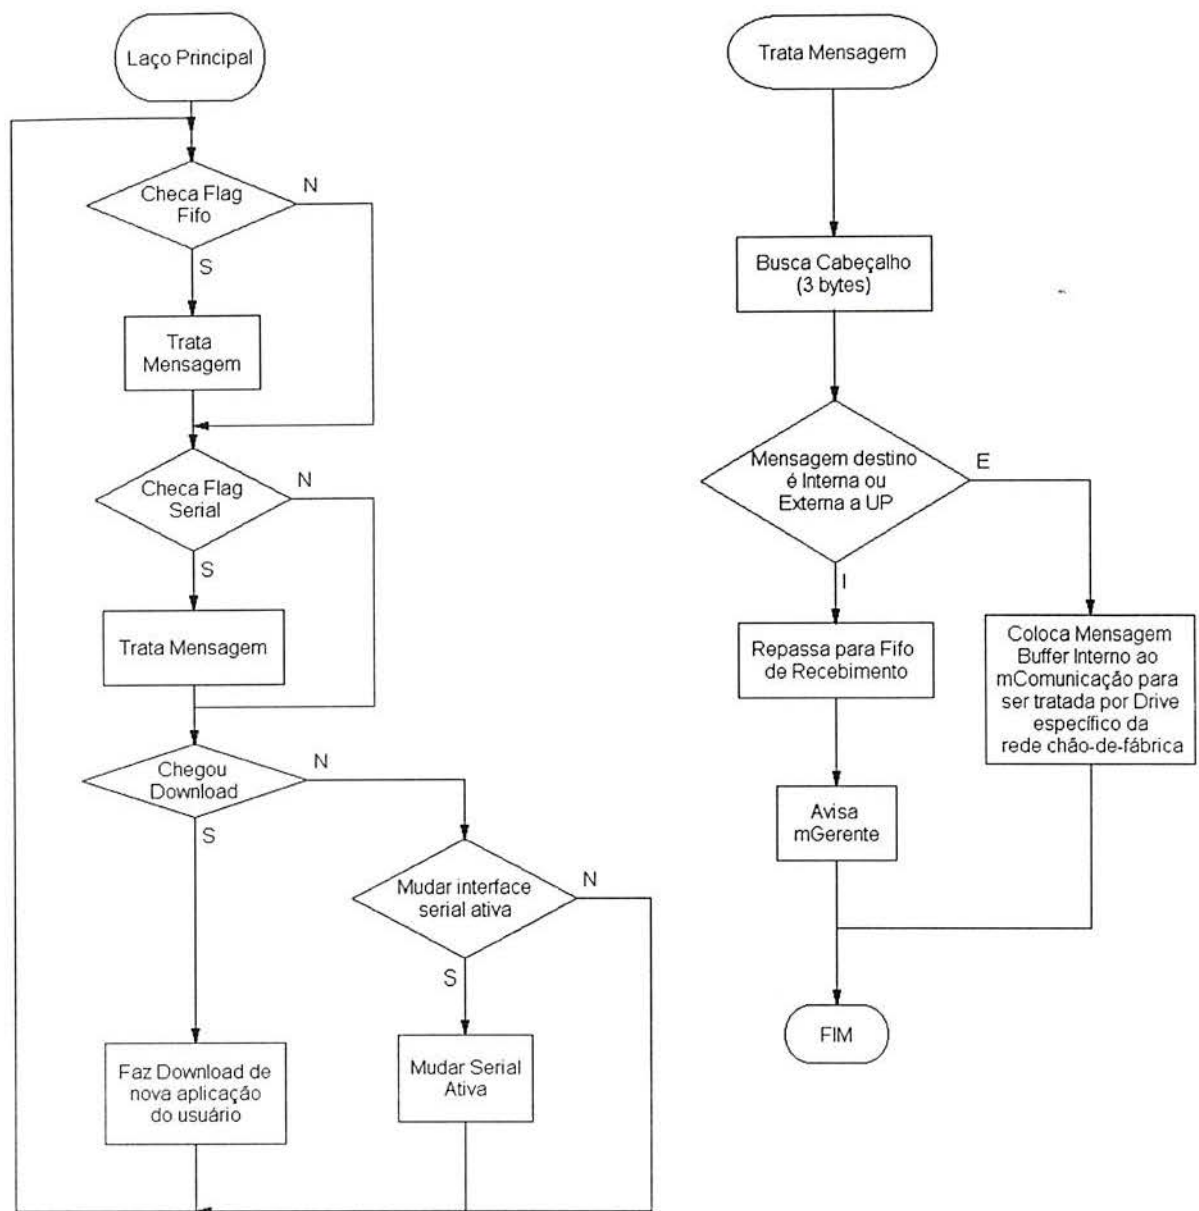 Laço Principal
Checa Flag
Fifo
N
S
Trata
Mensagem
Checa Flag
Serial
N
S
Trata Mensagem
Chegou
Download
N
S
Mudar interface
serial ativa
N
S
Faz Download de
nova aplicação
do usuário
Mudar Serial
Ativa
Trata Mensagem
Busca Cabeçalho
(3 bytes)
Mensagem destino
é Interna ou
Externa a UP
E
I
Repassa para Fifo
de Recebimento
Coloca Mensagem
Buffer Interno ao
mComunicação para
ser tratada por Drive
específico da
rede chão-de-fábrica
Avisa
mGerente
FIM